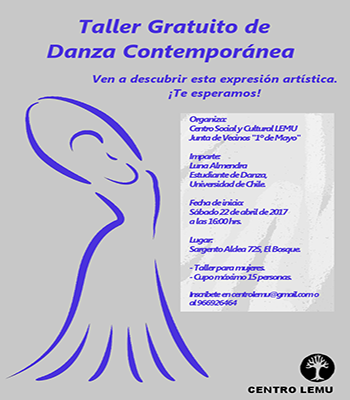 Taller Gratuito de
Danza Contemporánea
Ven a descubrir esta expresión artística.
¡Te esperamos!
Organiza:
Centro Social y Cultural LEMU
Junta de Vecinos "1º de Mayo"
Imparte:
Luna Almendra
Estudiante de Danza,
Universidad de Chile.
Fecha de inicio:
Sábado 22 de abril de 2017
a las 16:00 hrs.
Lugar:
Sargento Aldea 725, El Bosque.
- Taller para mujeres.
- Cupo máximo 15 personas.
Inscríbete en centrolemu@gmail.com o
al 966926464
CENTRO LEMU